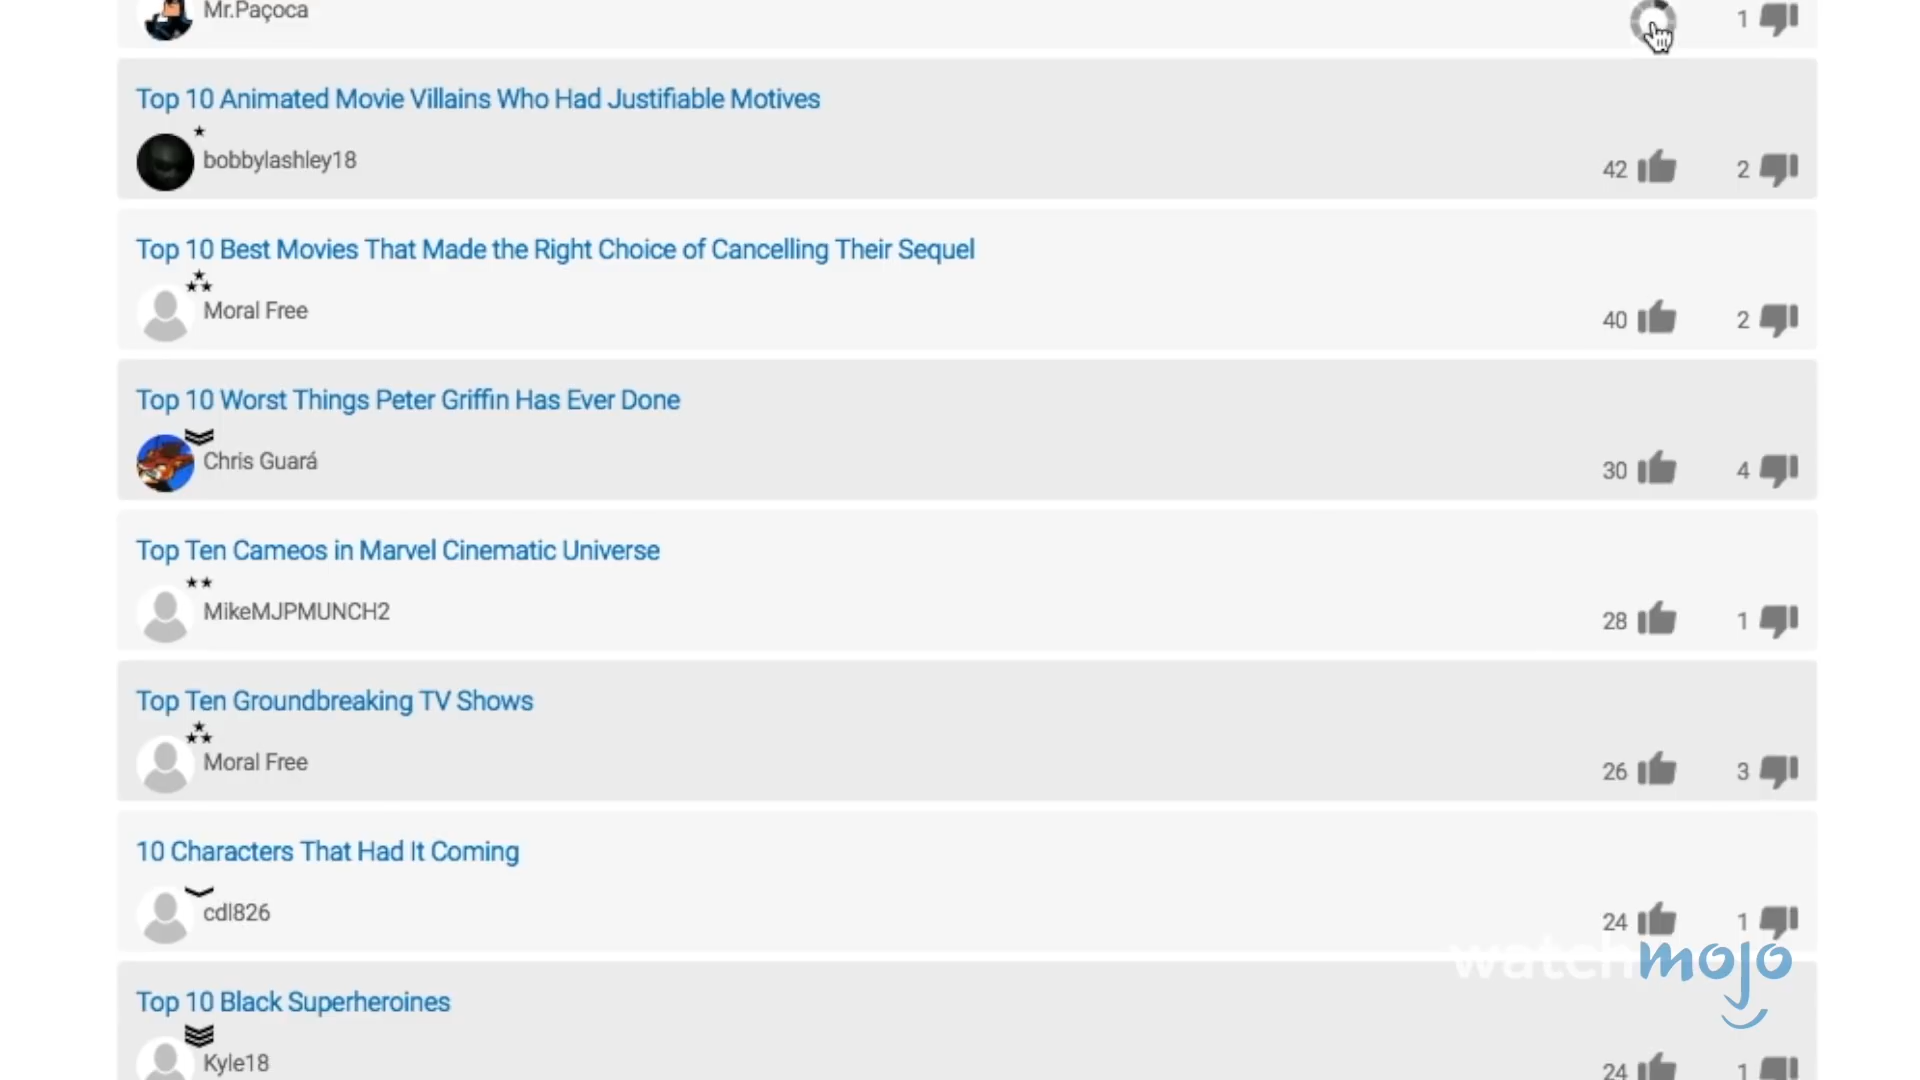 Mr.Paçoca
1
Top 10 Animated Movie Villains Who Had Justifiable Motives
bobbylashley18
42
2
Top 10 Best Movies That Made the Right Choice of Cancelling Their Sequel
Moral Free
40
2
Top 10 Worst Things Peter Griffin Has Ever Done
Chris Guará
30
4
Top Ten Cameos in Marvel Cinematic Universe
MikeMJPMUNCH2
28
1
Top Ten Groundbreaking TV Shows
Moral Free
26
3
10 Characters That Had It Coming
cdl826
24
1
watchmojo
Top 10 Black Superheroines
Kyle18
24
1